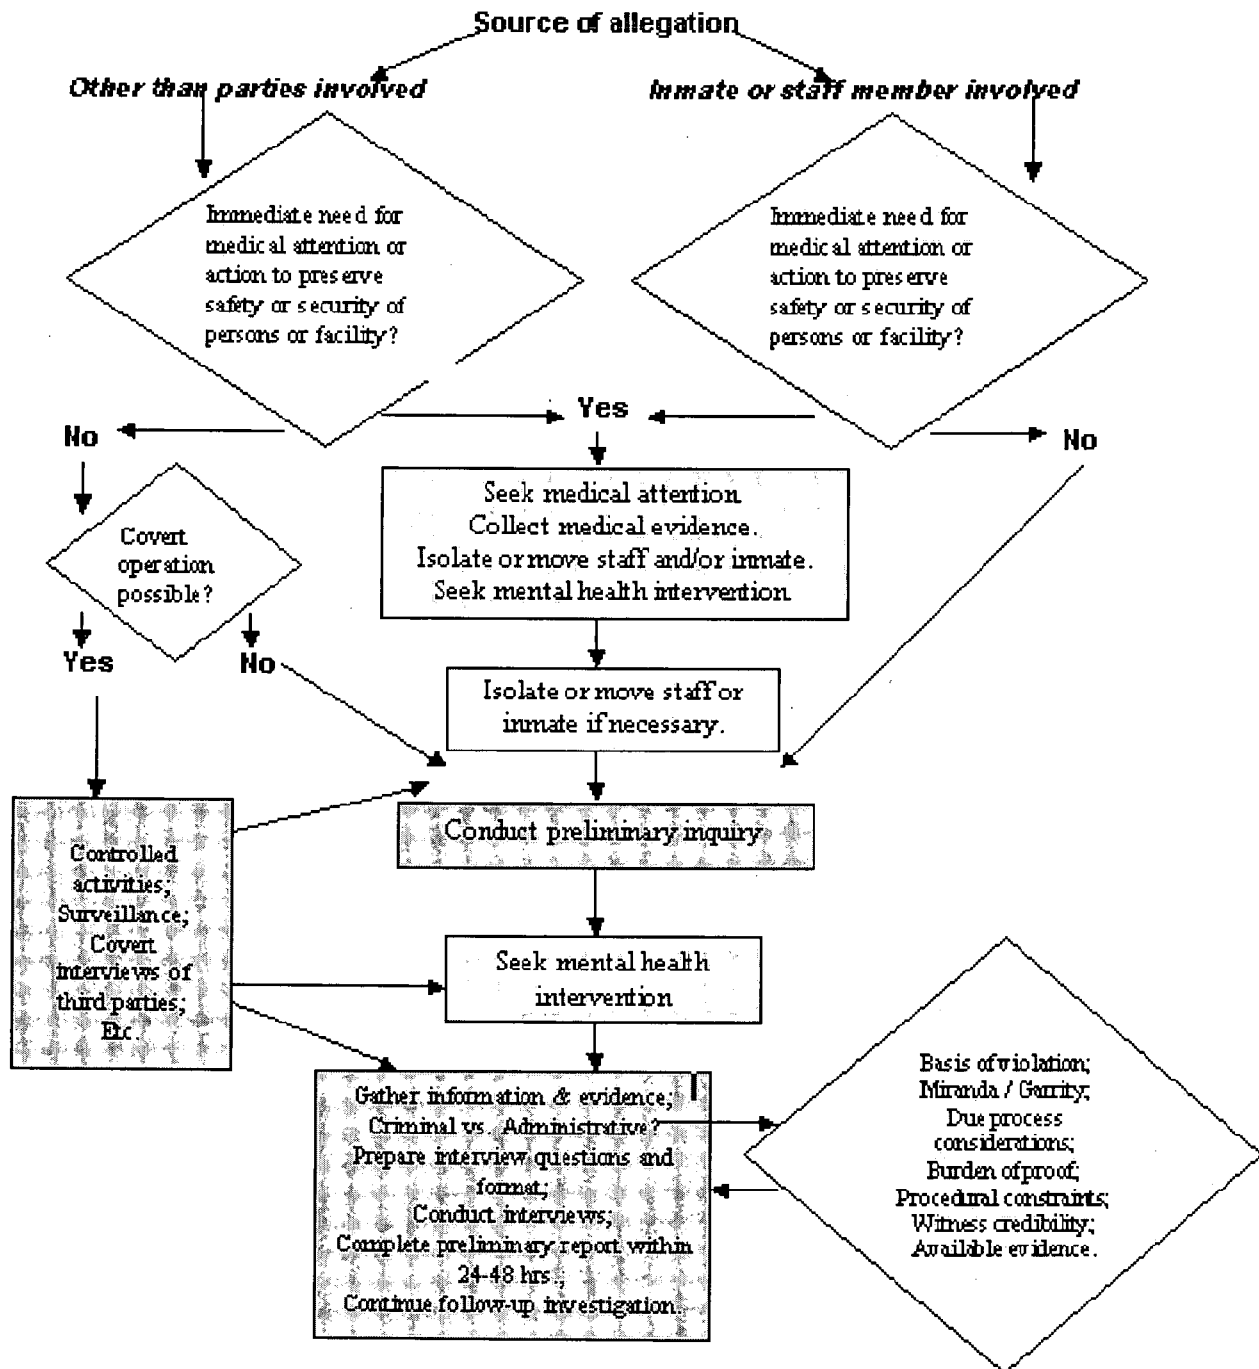 Source of allegation
Other than parties involved
Inmate or staff member involved
Immediate need for
medical attention or
action to preserve
safety or security of
persons or facility?
Immediate need for
medical attention or
action to preserve
safety or security of
persons or facility?
Yes
No
No
Covert
operation
possible?
Seek medical attention
Collect medical evidence.
Isolate or move staff and/or inmate.
Seek mental health intervention
Yes
No
Isolate or move staff or
inmate if necessary.
Conduct preliminary inquiry
Controlled
activities;
Surveillance;
Covert
interviews of
third parties;
Etc.
Seek mental health
intervention
Gather information & evidence;
Criminal vs. Administrative?
Prepare interview questions and
format;
Conduct interviews;
Complete preliminary report within
24-48 hrs.;
Continue follow-up investigation.
Basis of violation;
Miranda / Garrity;
Due process
considerations;
Burden of proof;
Procedural constraints;
Witness credibility;
Available evidence.